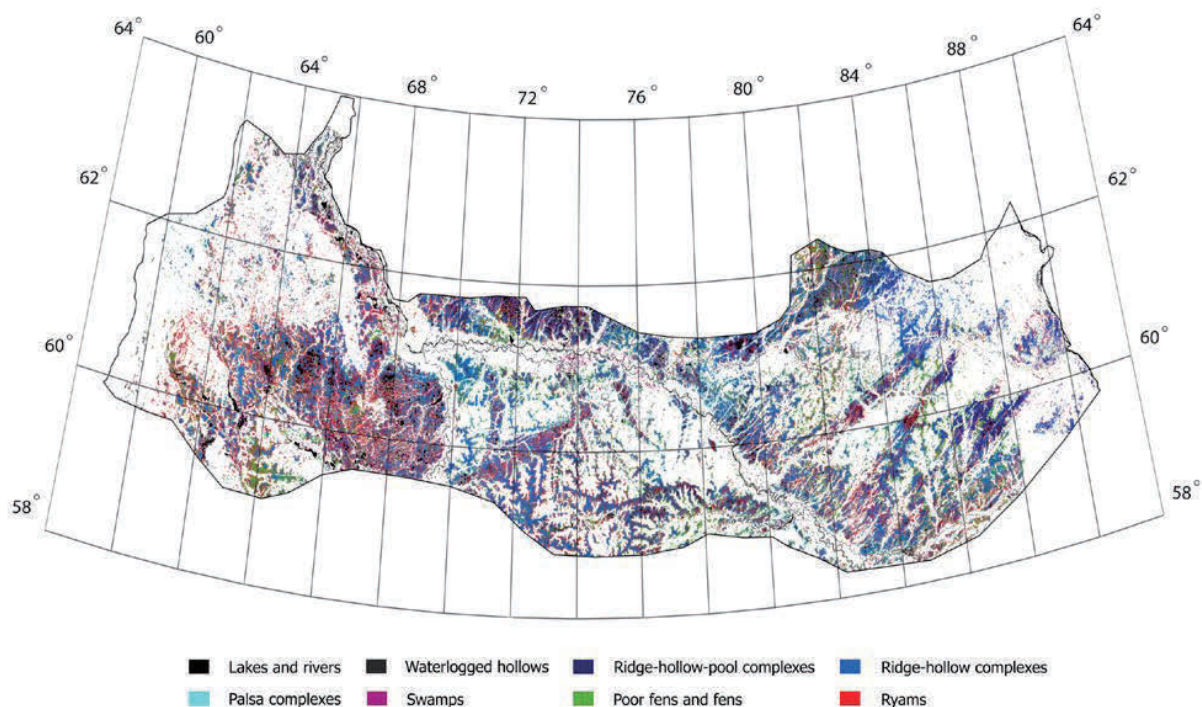 64° 60° 64° 68° 72° 76° 80° 84° 88° 64°
62° 62°
60° 60°
58° 58°
Lakes and rivers Waterlogged hollows Ridge-hollow-pool complexes Ridge-hollow complexes
Palsa complexes Swamps Poor fens and fens Ryams